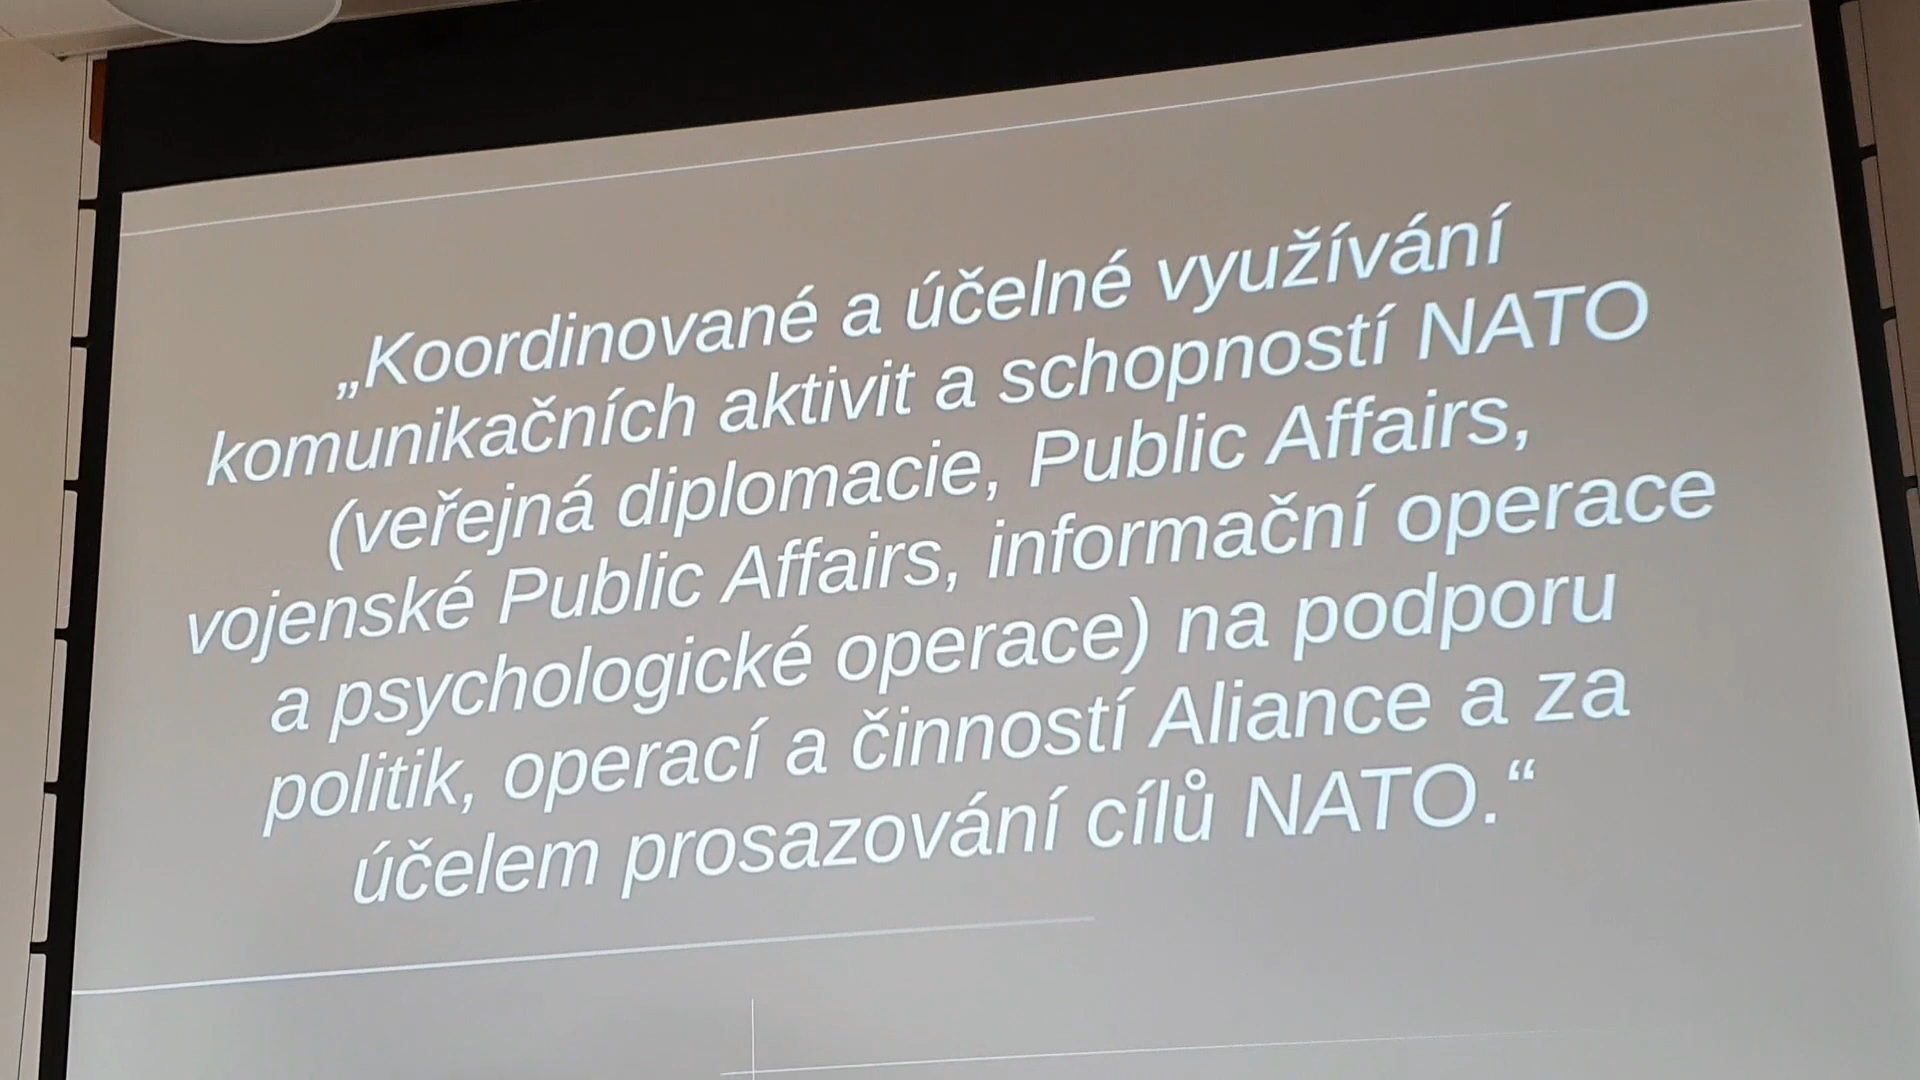 „Koordinované a účelné využívání
komunikačních aktivit a schopností NATO
(veřejná diplomacie, Public Affairs,
vojenské Public Affairs, informační operace
a psychologické operace) na podporu
politik, operací a činností Aliance a za
účelem prosazování cílů NATO.“